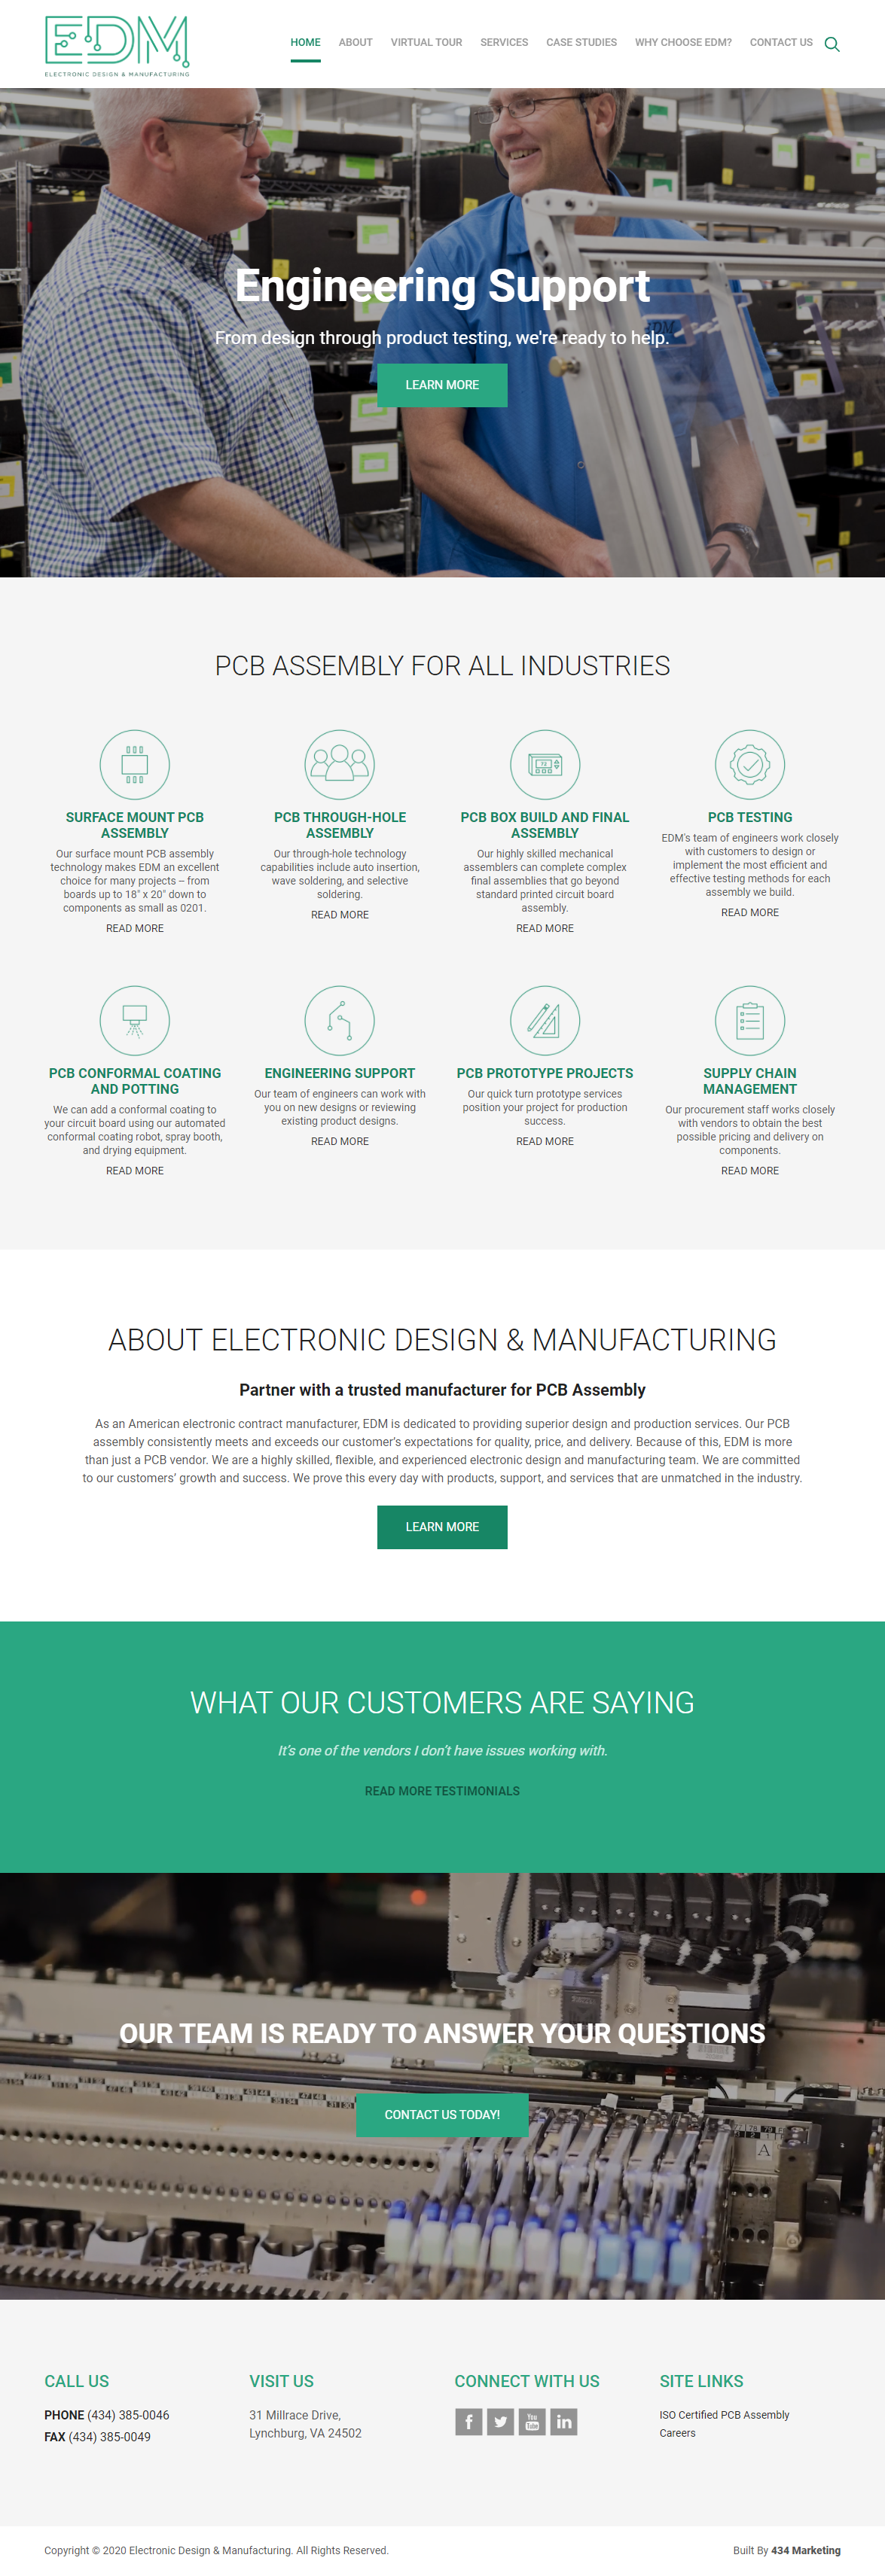 EDM
ELECTRONIC DESIGN & MANUFACTURING
HOME
ABOUT
VIRTUAL TOUR
SERVICES
CASE STUDIES
WHY CHOOSE EDM?
CONTACT US
Engineering Support
From design through product testing, we're ready to help.
LEARN MORE
PCB ASSEMBLY FOR ALL INDUSTRIES
SURFACE MOUNT PCB
ASSEMBLY
Our surface mount PCB assembly
technology makes EDM an excellent
choice for many projects – from
boards up to 18" x 20" down to
components as small as 0201.
READ MORE
PCB THROUGH-HOLE
ASSEMBLY
Our through-hole technology
capabilities include auto insertion,
wave soldering, and selective
soldering.
READ MORE
PCB BOX BUILD AND FINAL
ASSEMBLY
Our highly skilled mechanical
assemblers can complete complex
final assemblies that go beyond
standard printed circuit board
assembly.
READ MORE
PCB TESTING
EDM's team of engineers work closely
with customers to design or
implement the most efficient and
effective testing methods for each
assembly we build.
READ MORE
PCB CONFORMAL COATING
AND POTTING
We can add a conformal coating to
your circuit board using our automated
conformal coating robot, spray booth,
and drying equipment.
READ MORE
ENGINEERING SUPPORT
Our team of engineers can work with
you on new designs or reviewing
existing product designs.
READ MORE
PCB PROTOTYPE PROJECTS
Our quick turn prototype services
position your project for production
success.
READ MORE
SUPPLY CHAIN
MANAGEMENT
Our procurement staff works closely
with vendors to obtain the best
possible pricing and delivery on
components.
READ MORE
ABOUT ELECTRONIC DESIGN & MANUFACTURING
Partner with a trusted manufacturer for PCB Assembly
As an American electronic contract manufacturer, EDM is dedicated to providing superior design and production services. Our PCB
assembly consistently meets and exceeds our customer's expectations for quality, price, and delivery. Because of this, EDM is more
than just a PCB vendor. We are a highly skilled, flexible, and experienced electronic design and manufacturing team. We are committed
to our customers' growth and success. We prove this every day with products, support, and services that are unmatched in the industry.
LEARN MORE
WHAT OUR CUSTOMERS ARE SAYING
It's one of the vendors I don't have issues working with.
READ MORE TESTIMONIALS
OUR TEAM IS READY TO ANSWER YOUR QUESTIONS
CONTACT US TODAY!
A
CALL US
PHONE (434) 385-0046
FAX (434) 385-0049
VISIT US
31 Millrace Drive,
Lynchburg, VA 24502
CONNECT WITH US
f
You
Tube
in
SITE LINKS
ISO Certified PCB Assembly
Careers
Copyright © 2020 Electronic Design & Manufacturing. All Rights Reserved.
Built By 434 Marketing